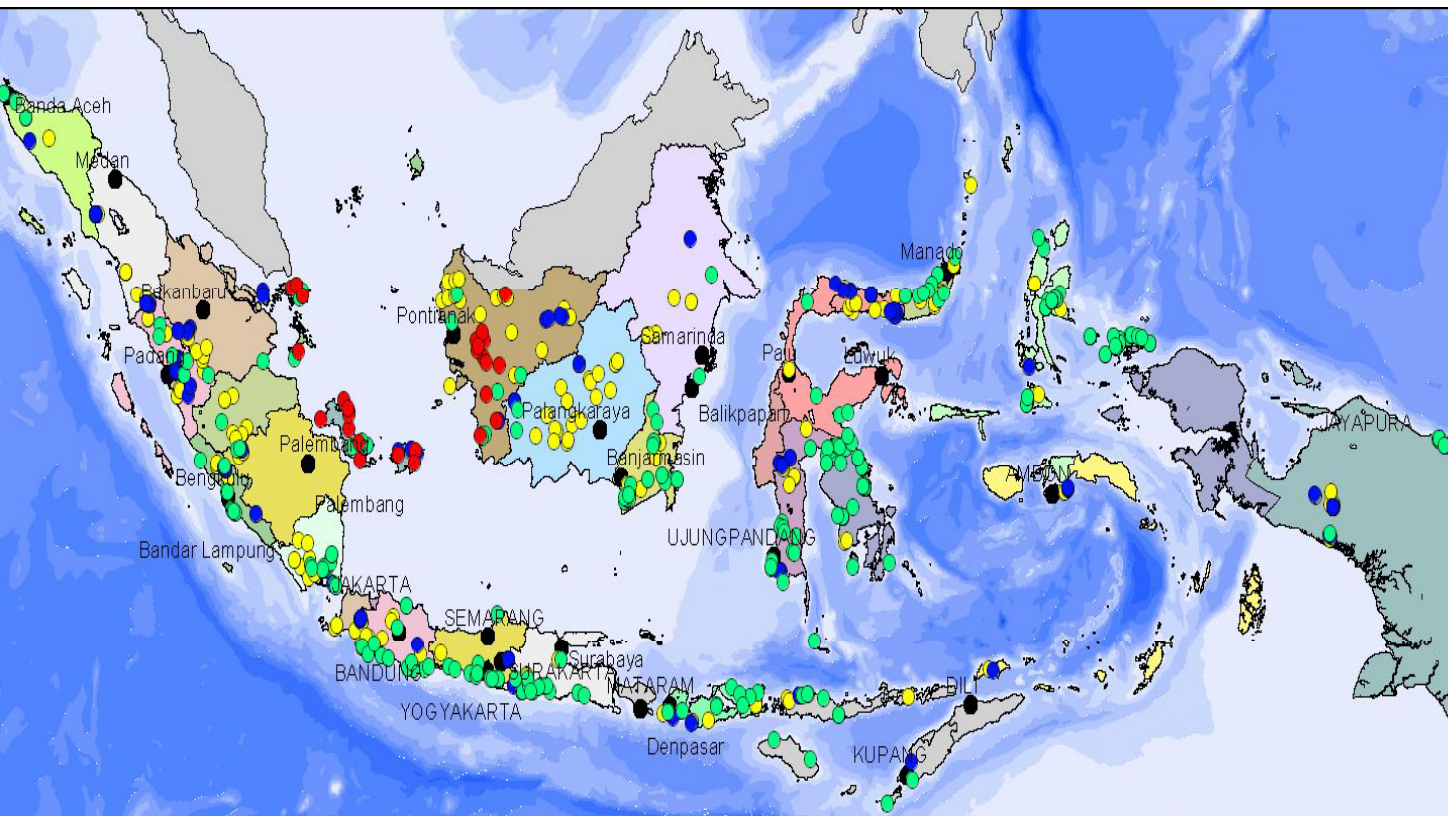 Banda Aceh
Medan
Manado
Pekanbaru
Pontianak
Samarinda
Padang
Palu
Luwuk
Balikpapan
Palangkaraya
JAYAPURA
Palembang
Banjarmasin
Bengkulu
AMBON
Palembang
UJUNGPANDANG
Bandar Lampung
JAKARTA
SEMARANG
Surabaya
BANDUNG
SURAKARTA
MATARAM
DILI
YOGYAKARTA
Denpasar
KUPANG